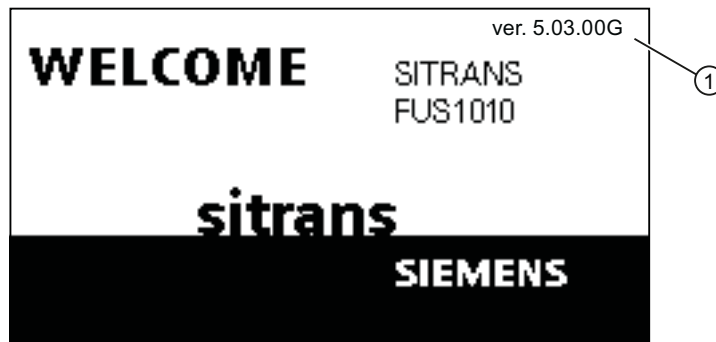 ver. 5.03.00G
WELCOME
SITRANS
FUS1010
1
sitrans
SIEMENS